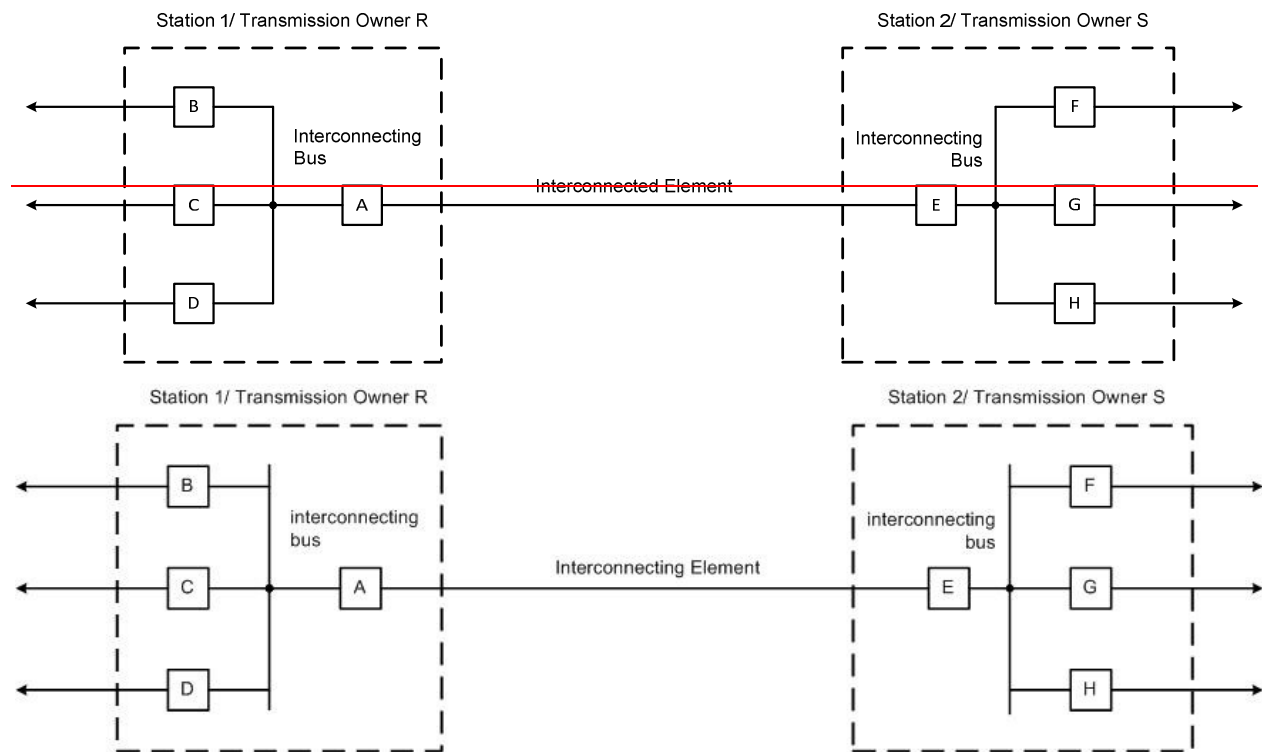 Station 1/ Transmission Owner R
Station 2/ Transmission Owner S
B
F
Interconnecting
Bus
Interconnecting
Bus
Interconnected Element
C
A
E
G
D
H
Station 1/ Transmission Owner R
Station 2/ Transmission Owner S
B
F
interconnecting
bus
interconnecting
bus
Interconnecting Element
C
A
E
G
D
H